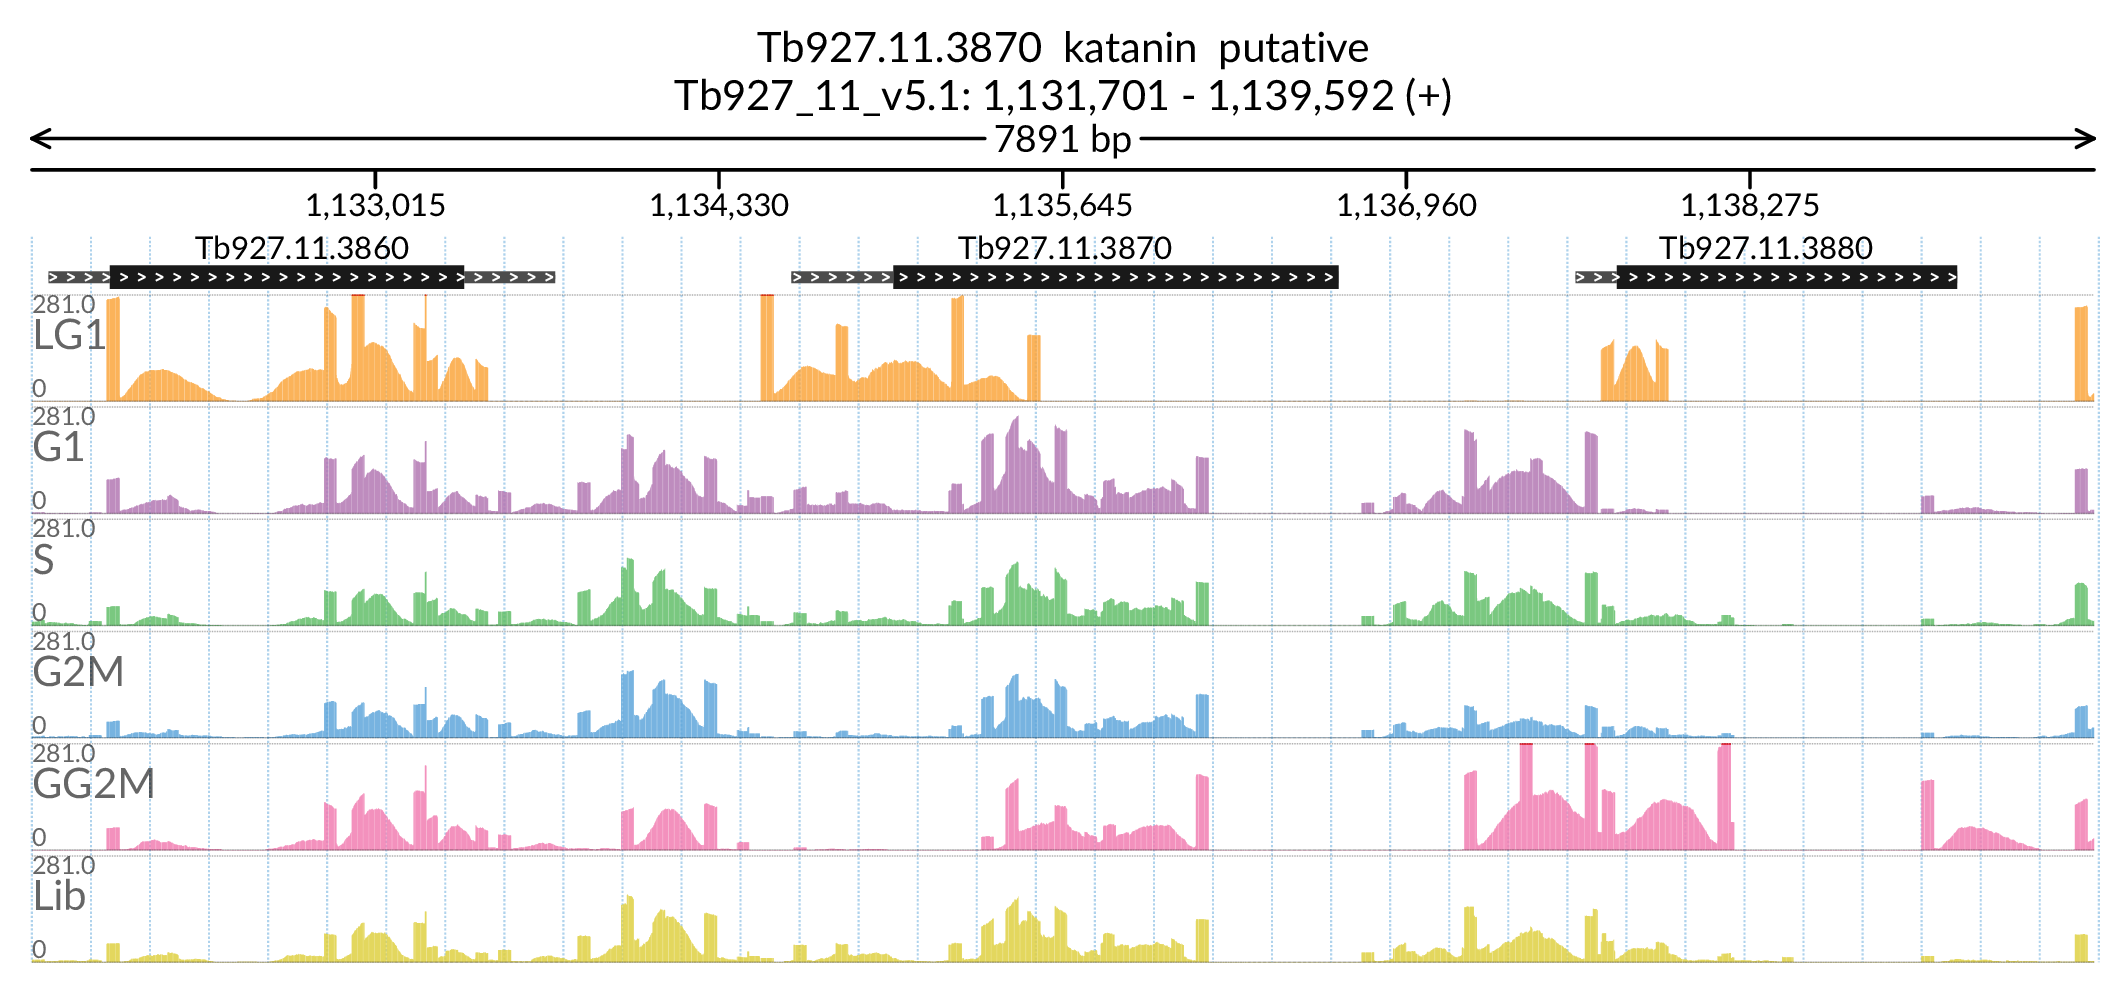 Tb927.11.3870 katanin putative
Tb927_11_v5.1: 1,131,701 - 1,139,592 (+)
7891 bp
1,133,015 1,134,330 1,135,645 1,136,960 1,138,275
Tb927.11.3860 Tb927.11.3870 Tb927.11.3880
281.0
LG1
0
281.0
G1
0
281.0
S
0
281.0
G2M
0
281.0
GG2M
0
281.0
Lib
0